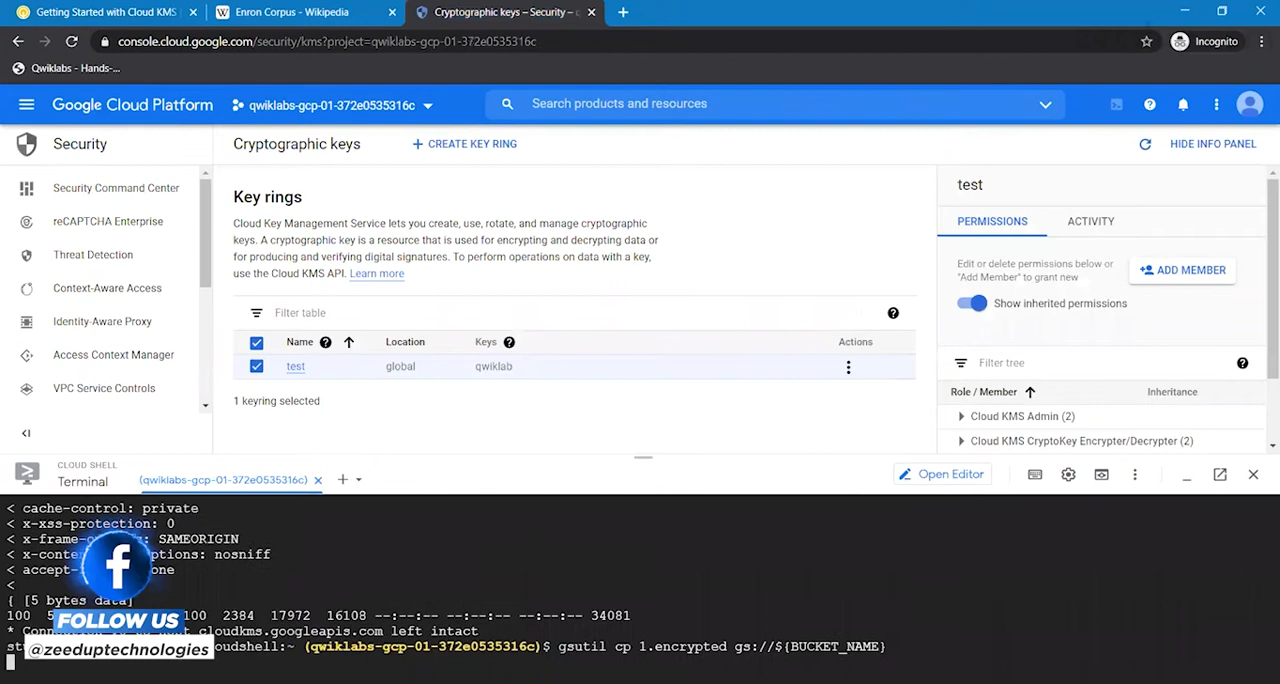 Getting Started with Cloud KMS
Enron Corpus - Wikipedia
Cryptographic keys – Security –
console.cloud.google.com/security/kms?project=qwiklabs-gcp-01-372e0535316c
Incognito
Qwiklabs - Hands-...
Google Cloud Platform
qwiklabs-gcp-01-372e0535316c
Search products and resources
Security
Cryptographic keys
CREATE KEY RING
HIDE INFO PANEL
Security Command Center
reCAPTCHA Enterprise
Threat Detection
Context-Aware Access
Identity-Aware Proxy
Access Context Manager
VPC Service Controls
Key rings
Cloud Key Management Service lets you create, use, rotate, and manage cryptographic
keys. A cryptographic key is a resource that is used for encrypting and decrypting data or
for producing and verifying digital signatures. To perform operations on data with a key,
use the Cloud KMS API. Learn more
Filter table
Name Location Keys Actions
test global qwiklab
1 keyring selected
test
PERMISSIONS ACTIVITY
Edit or delete permissions below or
"Add Member" to grant new
ADD MEMBER
Show inherited permissions
Filter tree
Role / Member Inheritance
Cloud KMS Admin (2)
Cloud KMS CryptoKey Encrypter/Decrypter (2)
CLOUD SHELL
Terminal
(qwiklabs-gcp-01-372e0535316c)
Open Editor
< cache-control: private
< x-xss-protection: 0
< x-frame-o SAMEORIGIN
< x-conte ptions: nosniff
< accept- one
<
{ [5 bytes data]
100 5 100 2384 17972 16108 --:--:-- --:--:-- --:--:-- 34081
* Conn host cloudkms.googleapis.com left intact
st cloudshell:~ (qwiklabs-gcp-01-372e0535316c)$ gsutil cp 1.encrypted gs://${BUCKET_NAME}
FOLLOW US
@zeeduptechnologies